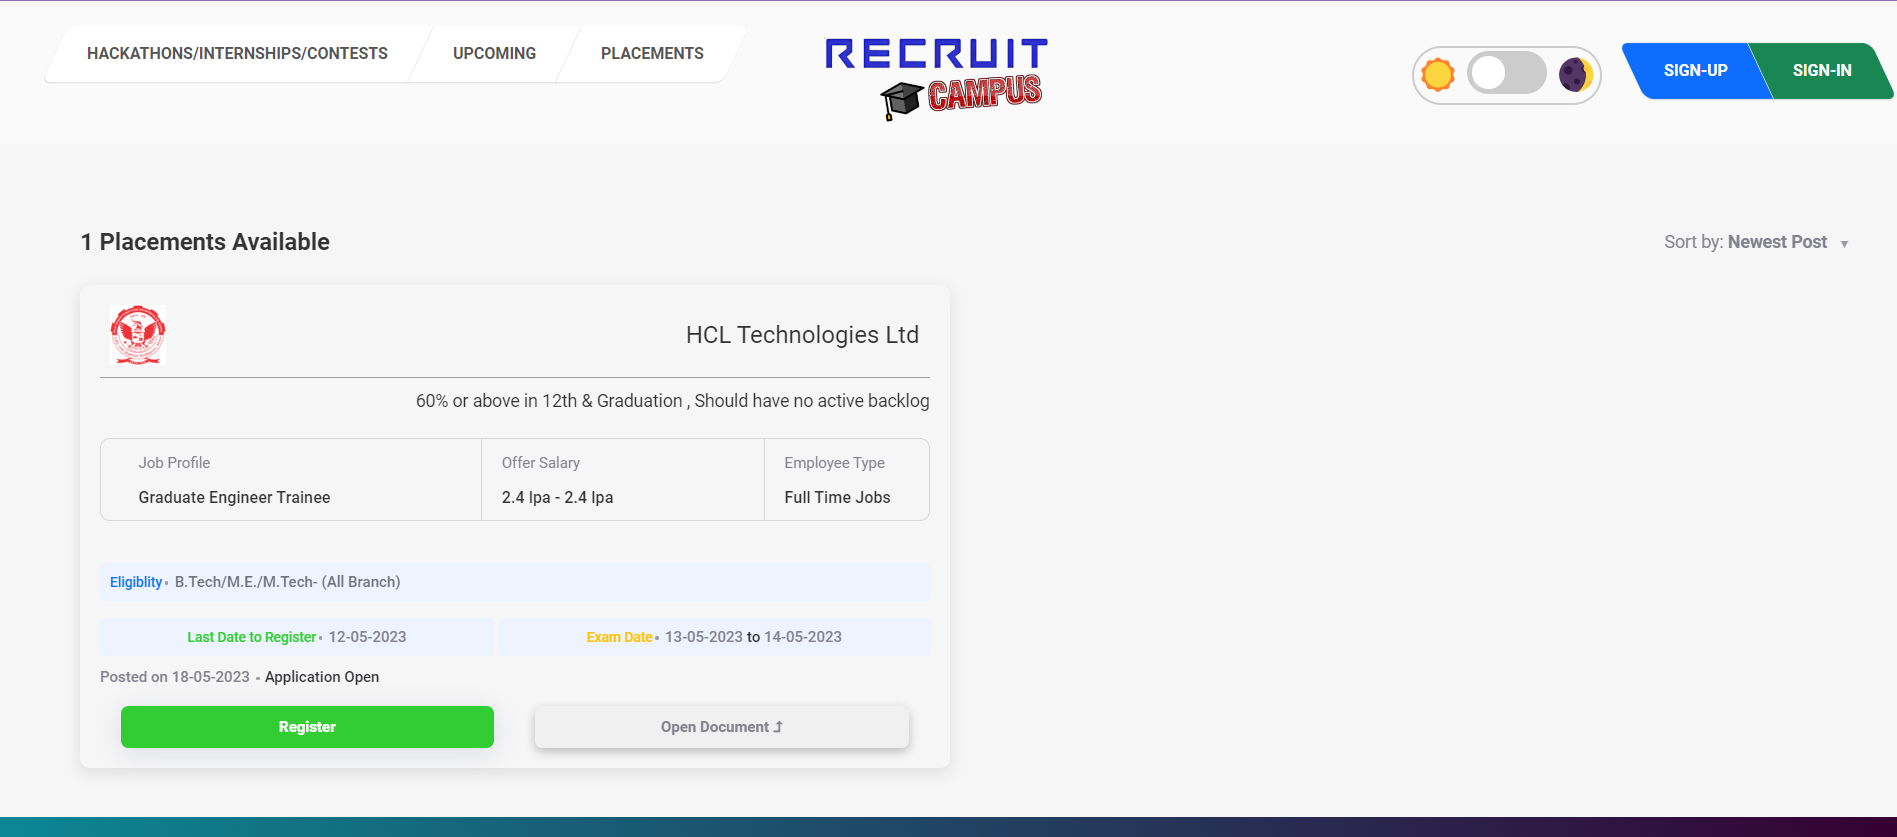 HACKATHONS/INTERNSHIPS/CONTESTS UPCOMING PLACEMENTS
RECRUIT
CAMPUS
SIGN-UP SIGN-IN
1 Placements Available
Sort by: Newest Post ▼
HCL Technologies Ltd
60% or above in 12th & Graduation , Should have no active backlog
Job Profile Offer Salary Employee Type
Graduate Engineer Trainee 2.4 lpa - 2.4 lpa Full Time Jobs
Eligiblity • B.Tech/M.E./M.Tech- (All Branch)
Last Date to Register • 12-05-2023 Exam Date • 13-05-2023 to 14-05-2023
Posted on 18-05-2023 • Application Open
Register Open Document ⤴